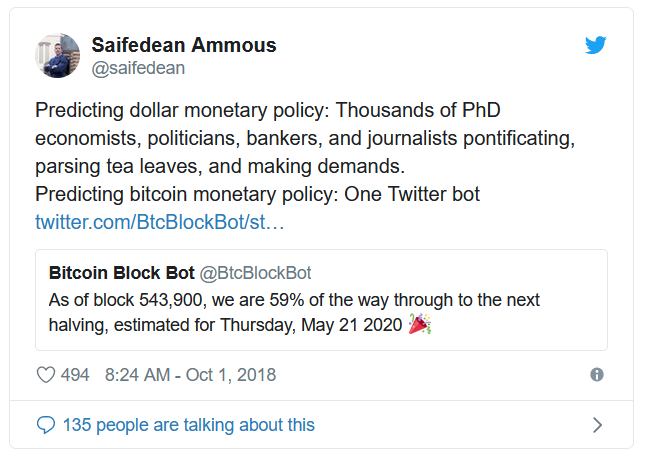 Saifedean Ammous
@saifedean
Predicting dollar monetary policy: Thousands of PhD
economists, politicians, bankers, and journalists pontificating,
parsing tea leaves, and making demands.
Predicting bitcoin monetary policy: One Twitter bot
twitter.com/BtcBlockBot/st…
Bitcoin Block Bot @BtcBlockBot
As of block 543,900, we are 59% of the way through to the next
halving, estimated for Thursday, May 21 2020 🎉
494 8:24 AM - Oct 1, 2018
135 people are talking about this